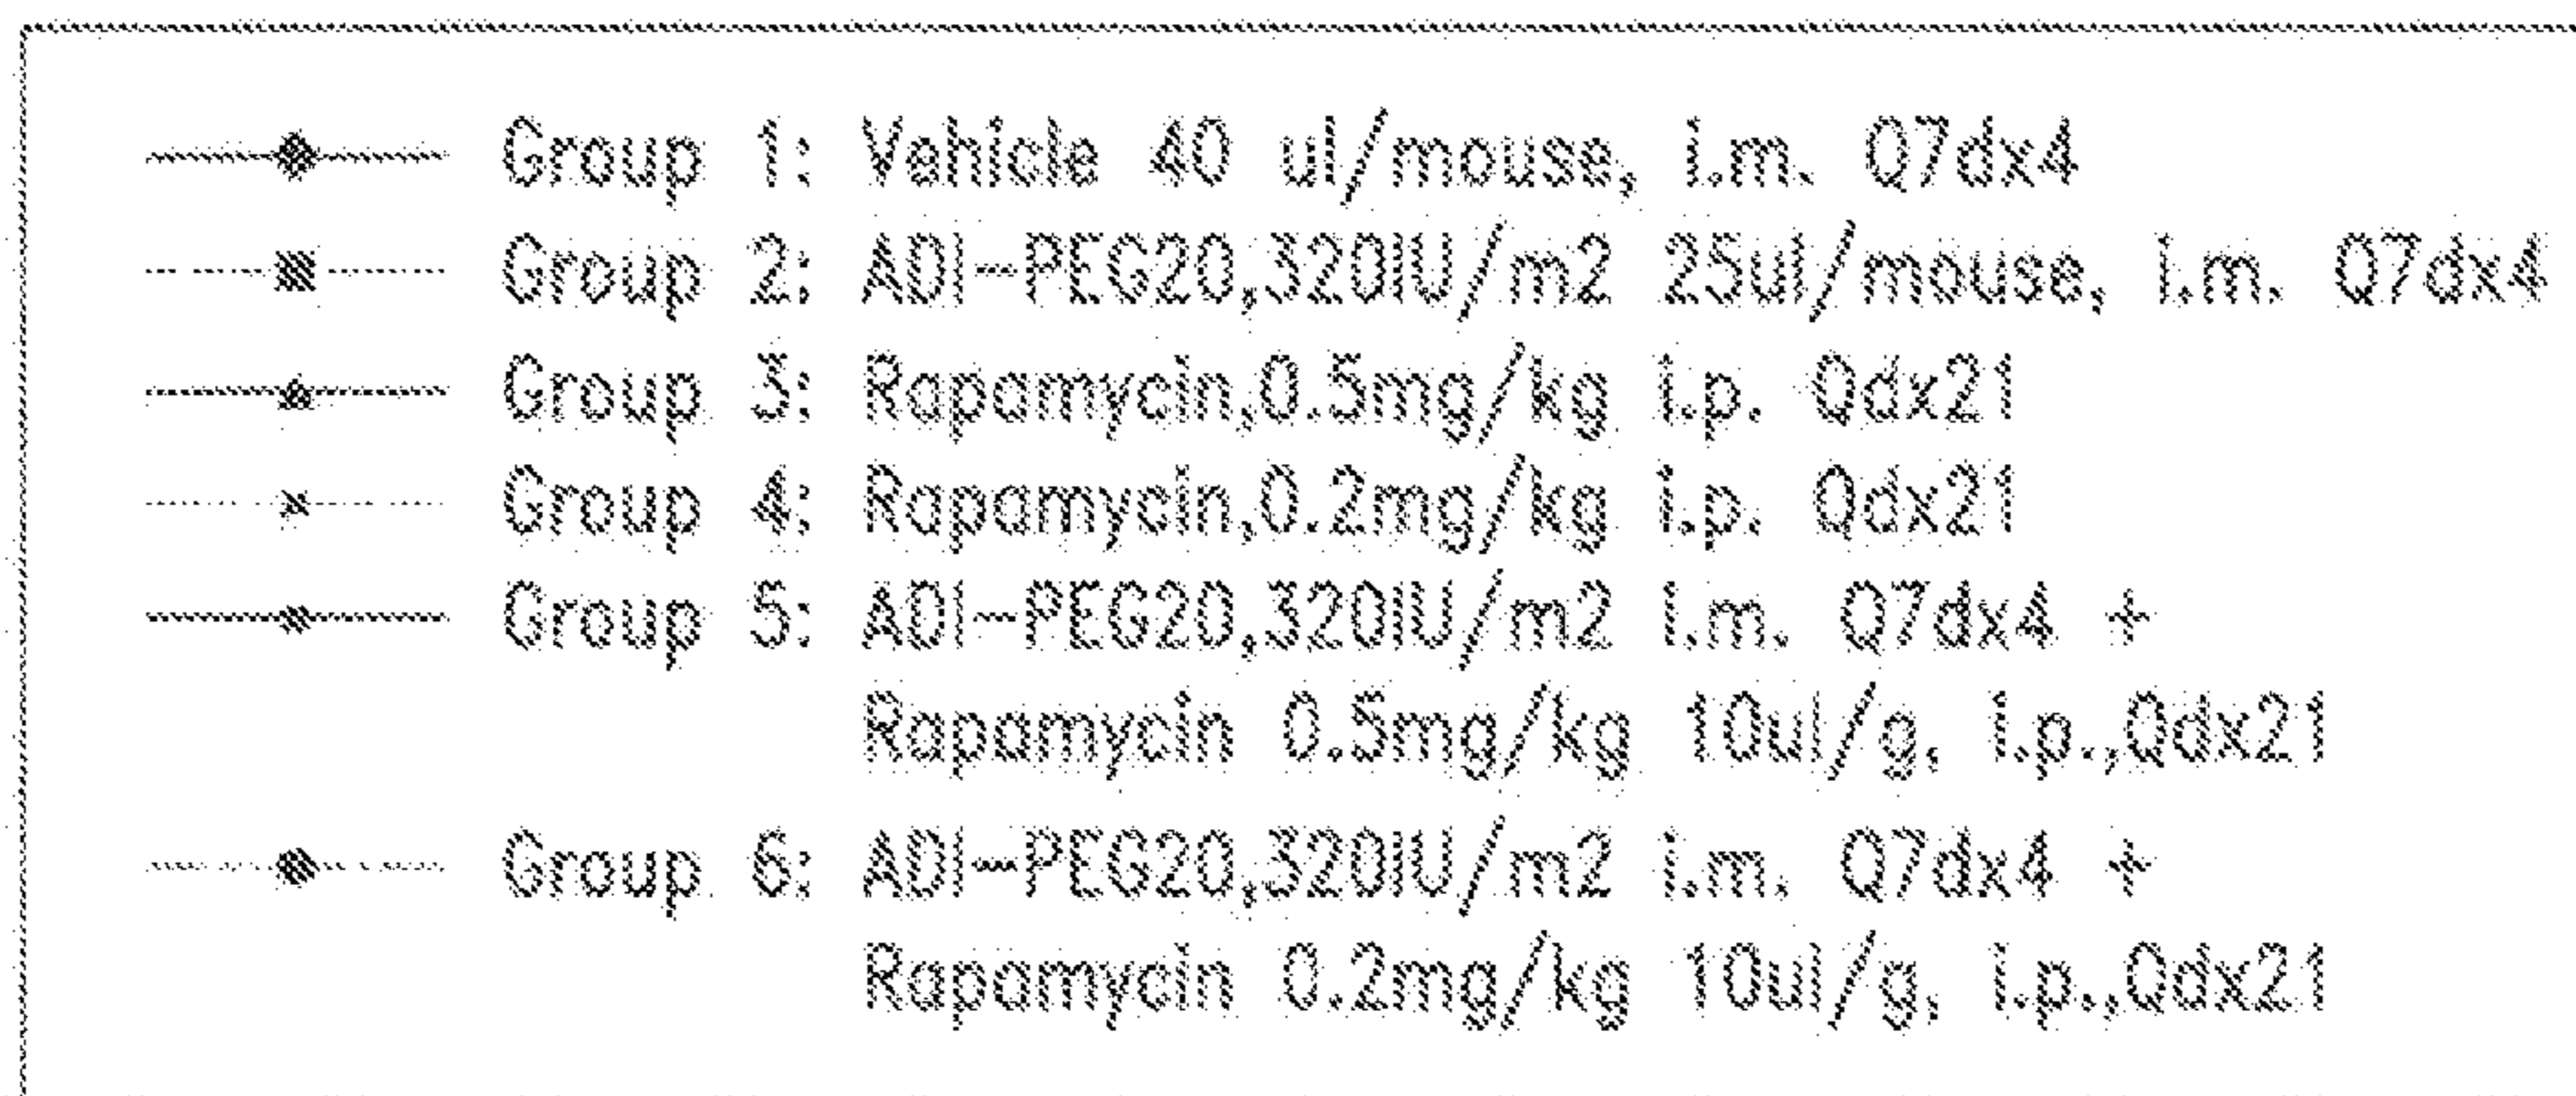 Group 1: Vehicle 40 ul/mouse, i.m. Q7dx4
Group 2: ADI-PEG20,320IU/m2 25ul/mouse, i.m. Q7dx4
Group 3: Rapamycin,0.5mg/kg i.p. Qdx21
Group 4: Rapamycin,0.2mg/kg i.p. Qdx21
Group 5: ADI-PEG20,320IU/m2 i.m. Q7dx4 +
Rapamycin 0.5mg/kg 10ul/g, i.p.,Qdx21
Group 6: ADI-PEG20,320IU/m2 i.m. Q7dx4 +
Rapamycin 0.2mg/kg 10ul/g, i.p.,Qdx21